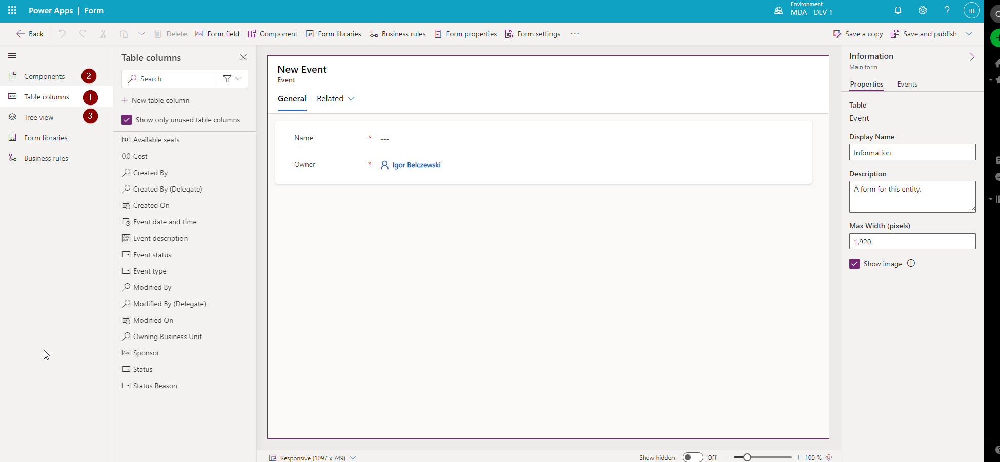 Power Apps | Form
Environment
MDA - DEV 1
?
IB
Back
Delete
Form field
Component
Form libraries
Business rules
Form properties
Form settings
...
Save a copy
Save and publish
Components 2
Table columns 1
Tree view 3
Form libraries
Business rules
Table columns
Search
New table column
Show only unused table columns
Available seats
Cost
Created By
Created By (Delegate)
Created On
Event date and time
Event description
Event status
Event type
Modified By
Modified By (Delegate)
Modified On
Owning Business Unit
Sponsor
Status
Status Reason
New Event
Event
General Related
Name * ---
Owner * Igor Belczewski
Responsive (1097 x 749)
Show hidden Off
100 %
Information
Main form
Properties Events
Table
Event
Display Name
Information
Description
A form for this entity.
Max Width (pixels)
1,920
Show image